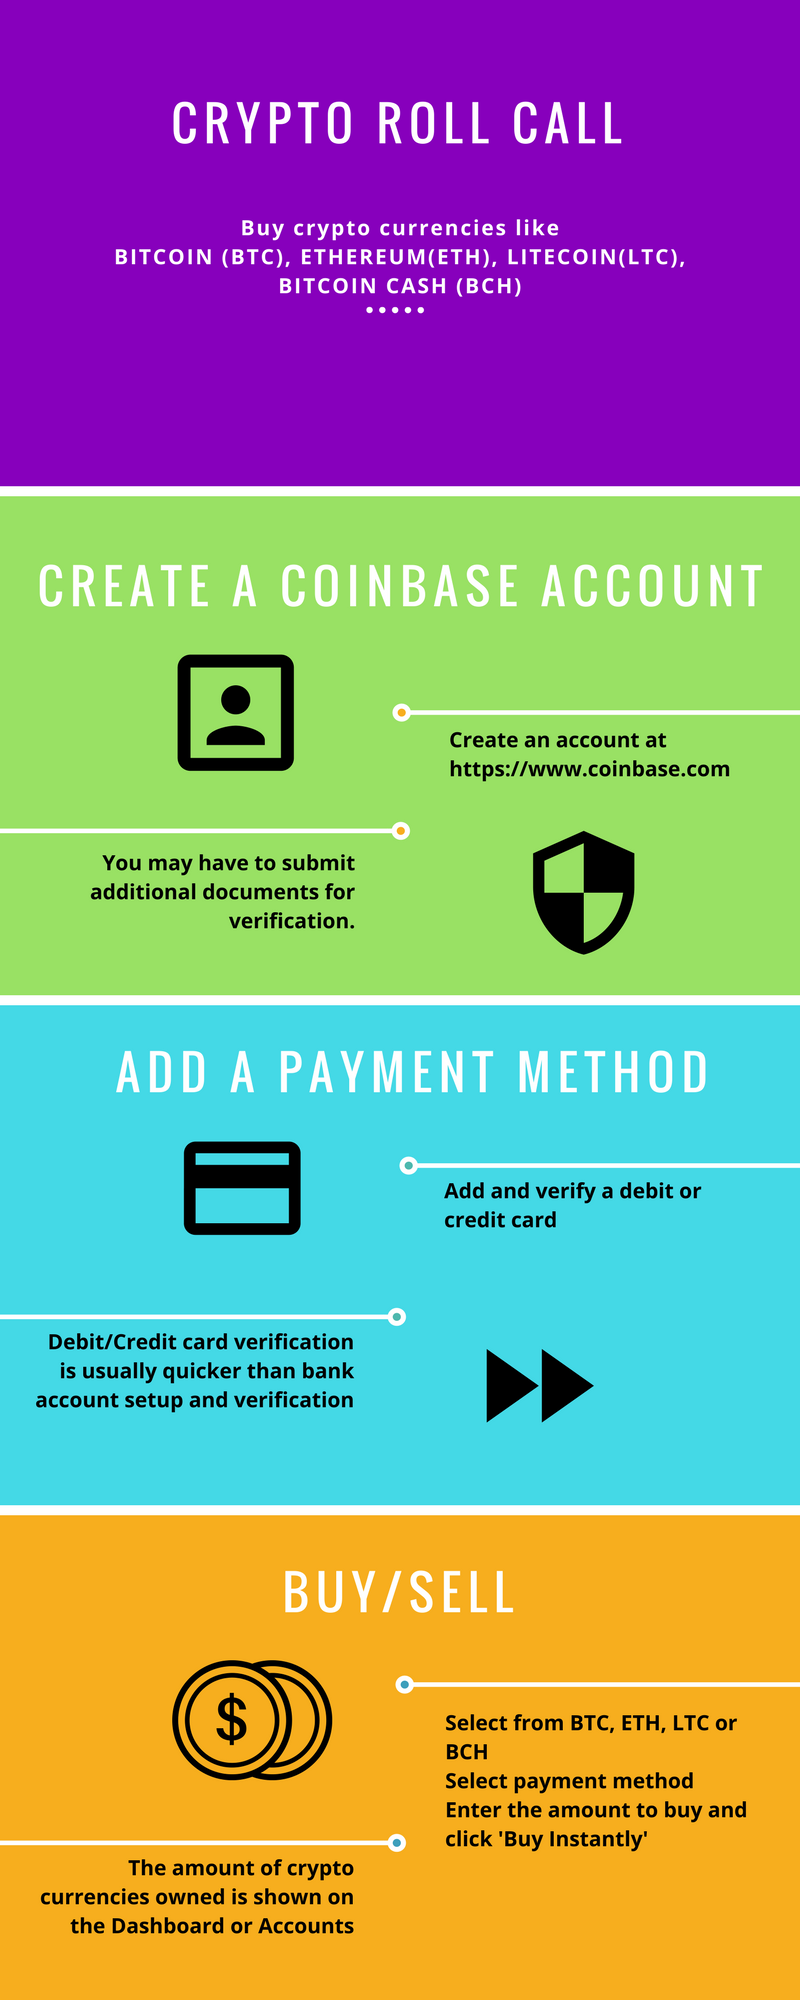 CRYPTO ROLL CALL
Buy crypto currencies like
BITCOIN (BTC), ETHEREUM(ETH), LITECOIN(LTC),
BITCOIN CASH (BCH)
CREATE A COINBASE ACCOUNT
Create an account at
https://www.coinbase.com
You may have to submit
additional documents for
verification.
ADD A PAYMENT METHOD
Add and verify a debit or
credit card
Debit/Credit card verification
is usually quicker than bank
account setup and verification
BUY/SELL
$
Select from BTC, ETH, LTC or
BCH
Select payment method
Enter the amount to buy and
click 'Buy Instantly'
The amount of crypto
currencies owned is shown on
the Dashboard or Accounts